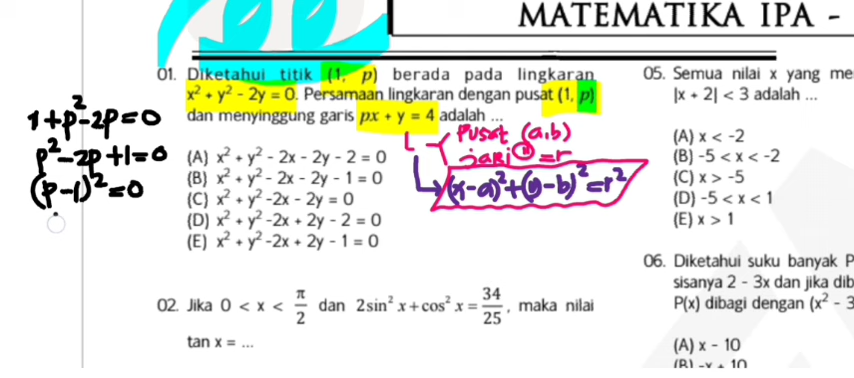 MATEMATIKA IPA -
01. Diketahui titik (1, p) berada pada lingkaran
x² + y² - 2y = 0. Persamaan lingkaran dengan pusat (1, p)
dan menyinggung garis px + y = 4 adalah ...
(A) x² + y² - 2x - 2y - 2 = 0
(B) x² + y² - 2x - 2y - 1 = 0
(C) x² + y² -2x - 2y = 0
(D) x² + y² -2x + 2y - 2 = 0
(E) x² + y² -2x + 2y - 1 = 0
1+p²-2p=0
p²-2p+1=0
(p-1)²=0
Pusat (a,b)
jari" = r
(x-a)²+(y-b)²=r²
02. Jika 0 < x < π/2 dan 2sin² x + cos² x = 34/25, maka nilai
tan x = ...
05. Semua nilai x yang me
|x + 2| < 3 adalah ...
(A) x < -2
(B) -5 < x < -2
(C) x > -5
(D) -5 < x < 1
(E) x > 1
06. Diketahui suku banyak P
sisanya 2 - 3x dan jika dib
P(x) dibagi dengan (x² - 3
(A) x - 10
(B) -x + 10